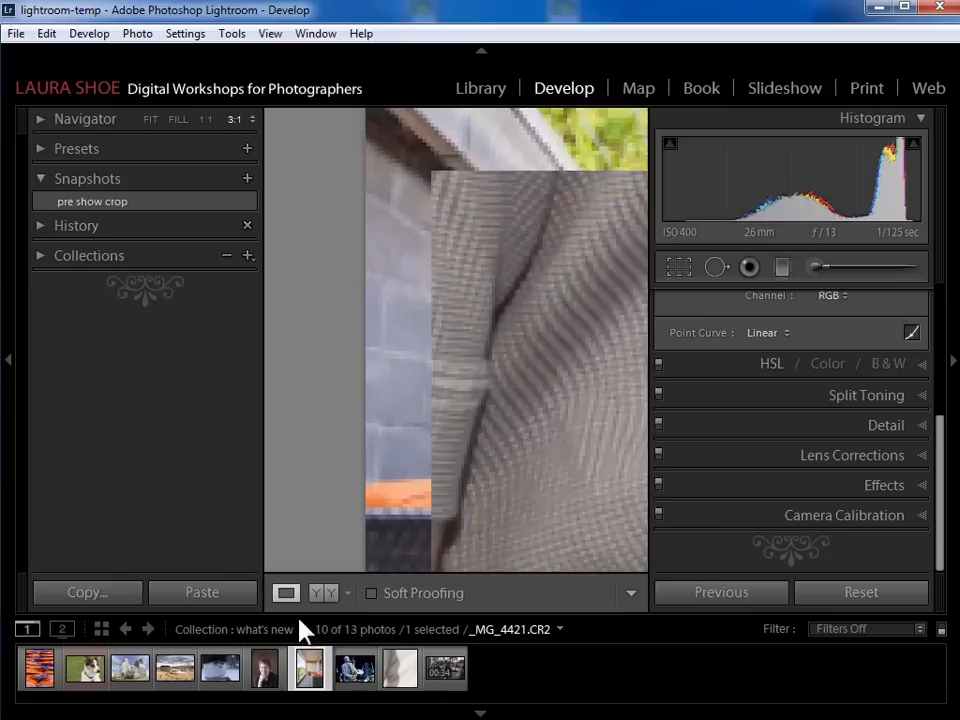 lightroom-temp - Adobe Photoshop Lightroom - Develop
File Edit Develop Photo Settings Tools View Window Help
LAURA SHOE Digital Workshops for Photographers
Library Develop Map Book Slideshow Print Web
Navigator FIT FILL 1:1 3:1
Histogram
Presets
Snapshots
pre show crop
History
ISO 400 26mm ƒ / 13 1/125 sec
Collections
Channel : RGB
Point Curve : Linear
HSL / Color / B & W
Split Toning
Detail
Lens Corrections
Effects
Camera Calibration
Copy... Paste
Y Y Soft Proofing
Previous Reset
1 2 Collection : what's new 10 of 13 photos /1 selected /_MG_4421.CR2
Filter : Filters Off
00:34